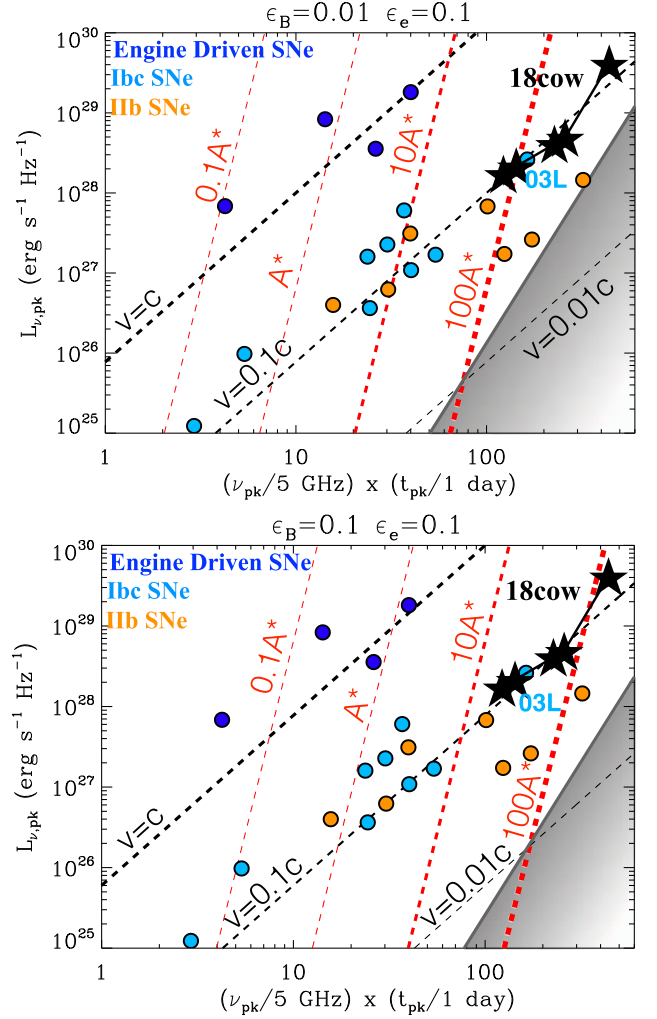 ϵB=0.01 ϵe=0.1
Engine Driven SNe
Ibc SNe
IIb SNe
18cow
03L
0.1A*
A*
10A*
100A*
v=c
v=0.1c
v=0.01c
Lν,pk (erg s−1 Hz−1)
10^30
10^29
10^28
10^27
10^26
10^25
1
10
100
(νpk/5 GHz) x (tpk/1 day)
ϵB=0.1 ϵe=0.1
Engine Driven SNe
Ibc SNe
IIb SNe
18cow
03L
0.1A*
A*
10A*
100A*
v=c
v=0.1c
v=0.01c
Lν,pk (erg s−1 Hz−1)
10^30
10^29
10^28
10^27
10^26
10^25
1
10
100
(νpk/5 GHz) x (tpk/1 day)